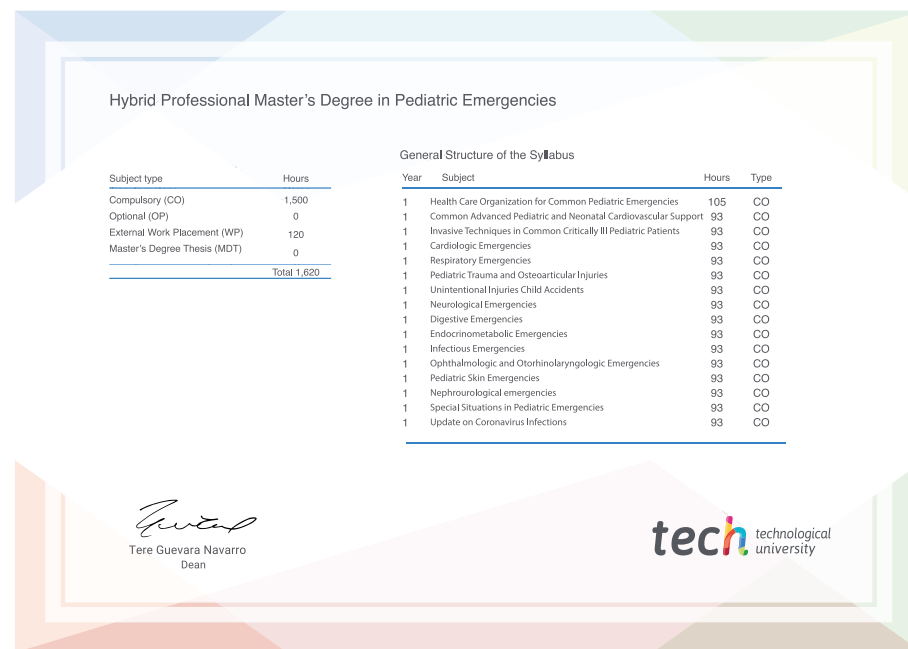 Hybrid Professional Master's Degree in Pediatric Emergencies
Subject type Hours
Compulsory (CO) 1,500
Optional (OP) 0
External Work Placement (WP) 120
Master's Degree Thesis (MDT) 0
Total 1,620
General Structure of the Syllabus
Year Subject Hours Type
1 Health Care Organization for Common Pediatric Emergencies 105 CO
1 Common Advanced Pediatric and Neonatal Cardiovascular Support 93 CO
1 Invasive Techniques in Common Critically Ill Pediatric Patients 93 CO
1 Cardiologic Emergencies 93 CO
1 Respiratory Emergencies 93 CO
1 Pediatric Trauma and Osteoarticular Injuries 93 CO
1 Unintentional Injuries Child Accidents 93 CO
1 Neurological Emergencies 93 CO
1 Digestive Emergencies 93 CO
1 Endocrinometabolic Emergencies 93 CO
1 Infectious Emergencies 93 CO
1 Ophthalmologic and Otorhinolaryngologic Emergencies 93 CO
1 Pediatric Skin Emergencies 93 CO
1 Nephrourological emergencies 93 CO
1 Special Situations in Pediatric Emergencies 93 CO
1 Update on Coronavirus Infections 93 CO
Tere Guevara Navarro
Dean
tech technological
university